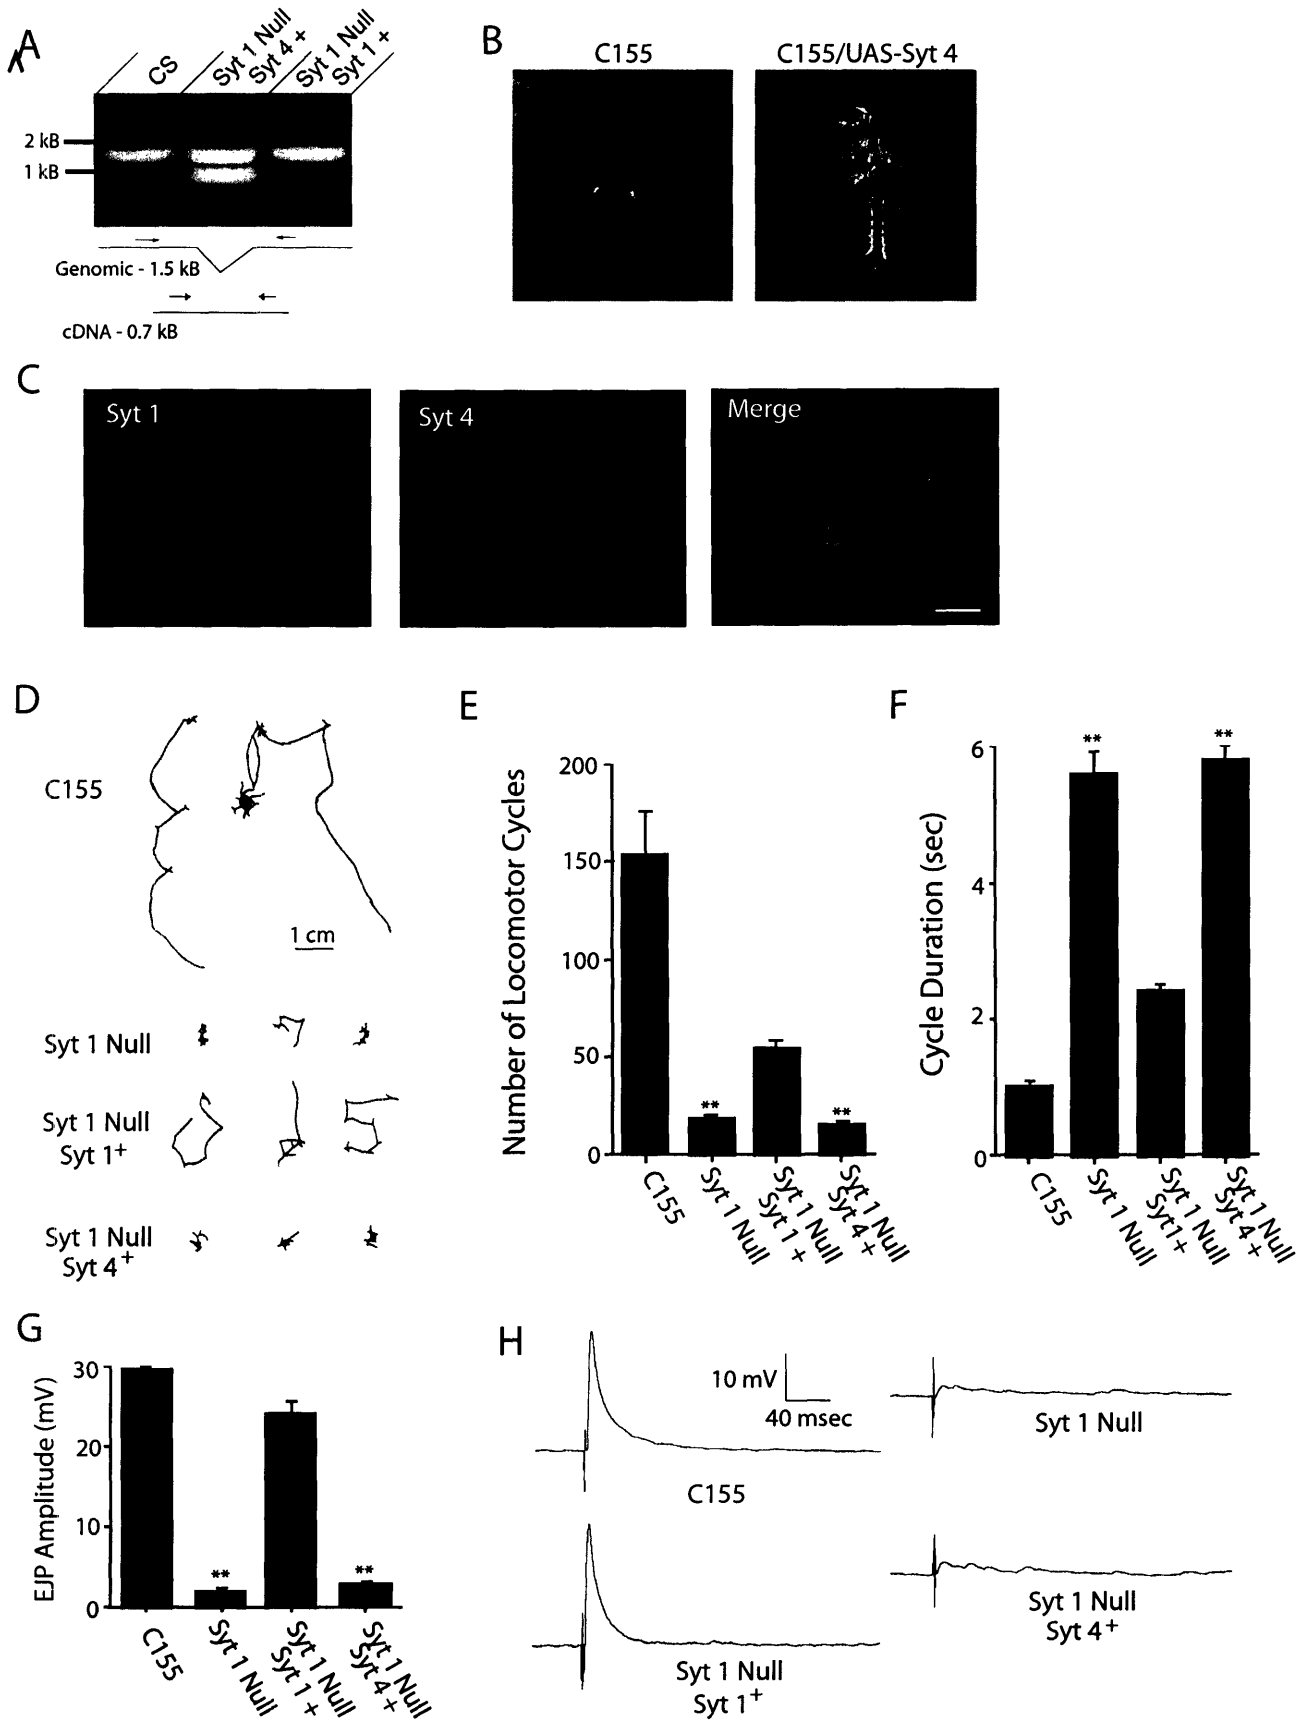 A
CS
Syt 1 Null
Syt 4 +
Syt 1 Null
Syt 1 +
2 kB
1 kB
Genomic - 1.5 kB
cDNA - 0.7 kB
B
C155
C155/UAS-Syt 4
C
Syt 1
Syt 4
Merge
D
C155
1 cm
Syt 1 Null
Syt 1 Null
Syt 1+
Syt 1 Null
Syt 4+
E
Number of Locomotor Cycles
200
150
100
50
0
**
**
C155
Syt 1 Null
Syt 1 Null
Syt 1 +
Syt 1 Null
Syt 4 +
F
Cycle Duration (sec)
6
4
2
0
**
**
C155
Syt 1 Null
Syt 1 Null
Syt1+
Syt 1 Null
Syt 4 +
G
EJP Amplitude (mV)
30
20
10
0
**
**
C155
Syt 1 Null
Syt 1 Null
Syt 1 +
Syt 1 Null
Syt 4 +
H
10 mV
40 msec
C155
Syt 1 Null
Syt 1 Null
Syt 1+
Syt 1 Null
Syt 4+